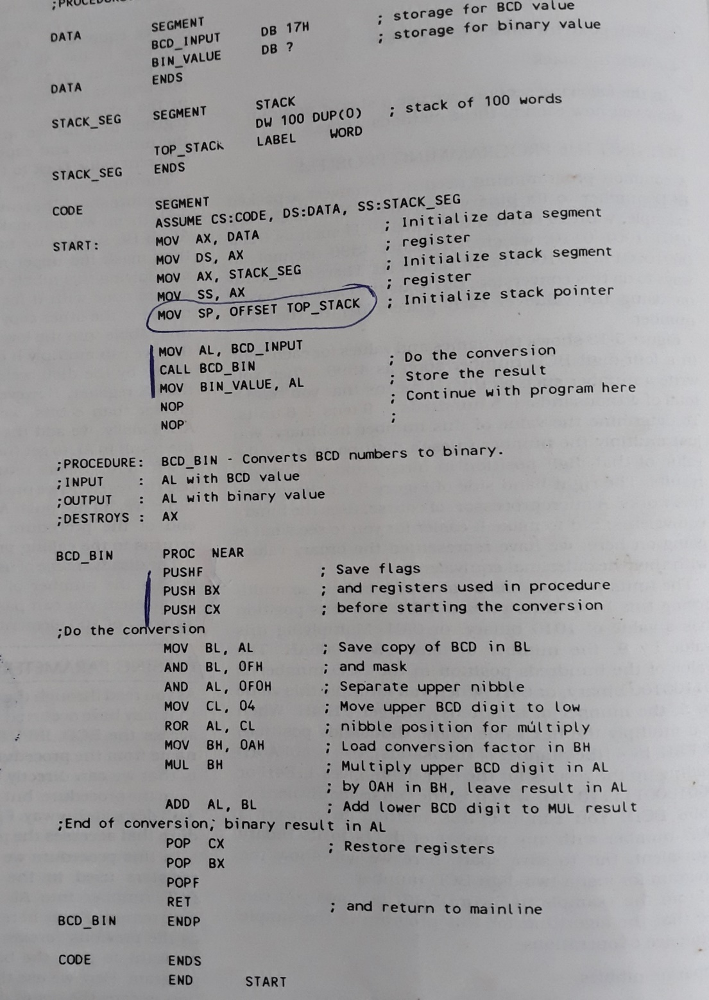 ;PROCEDURE
DATA SEGMENT
BCD_INPUT DB 17H ; storage for BCD value
BIN_VALUE DB ? ; storage for binary value
DATA ENDS
STACK_SEG SEGMENT STACK
DW 100 DUP(0) ; stack of 100 words
TOP_STACK LABEL WORD
STACK_SEG ENDS
CODE SEGMENT
ASSUME CS:CODE, DS:DATA, SS:STACK_SEG
START: MOV AX, DATA ; Initialize data segment
MOV DS, AX ; register
MOV AX, STACK_SEG ; Initialize stack segment
MOV SS, AX ; register
MOV SP, OFFSET TOP_STACK ; Initialize stack pointer
MOV AL, BCD_INPUT
CALL BCD_BIN ; Do the conversion
MOV BIN_VALUE, AL ; Store the result
NOP ; Continue with program here
NOP ;
;PROCEDURE: BCD_BIN - Converts BCD numbers to binary.
;INPUT : AL with BCD value
;OUTPUT : AL with binary value
;DESTROYS : AX
BCD_BIN PROC NEAR
PUSHF ; Save flags
PUSH BX ; and registers used in procedure
PUSH CX ; before starting the conversion
;Do the conversion
MOV BL, AL ; Save copy of BCD in BL
AND BL, 0FH ; and mask
AND AL, 0F0H ; Separate upper nibble
MOV CL, 04 ; Move upper BCD digit to low
ROR AL, CL ; nibble position for multiply
MOV BH, 0AH ; Load conversion factor in BH
MUL BH ; Multiply upper BCD digit in AL
; by 0AH in BH, leave result in AL
ADD AL, BL ; Add lower BCD digit to MUL result
;End of conversion; binary result in AL
POP CX ; Restore registers
POP BX
POPF
RET ; and return to mainline
BCD_BIN ENDP
CODE ENDS
END START